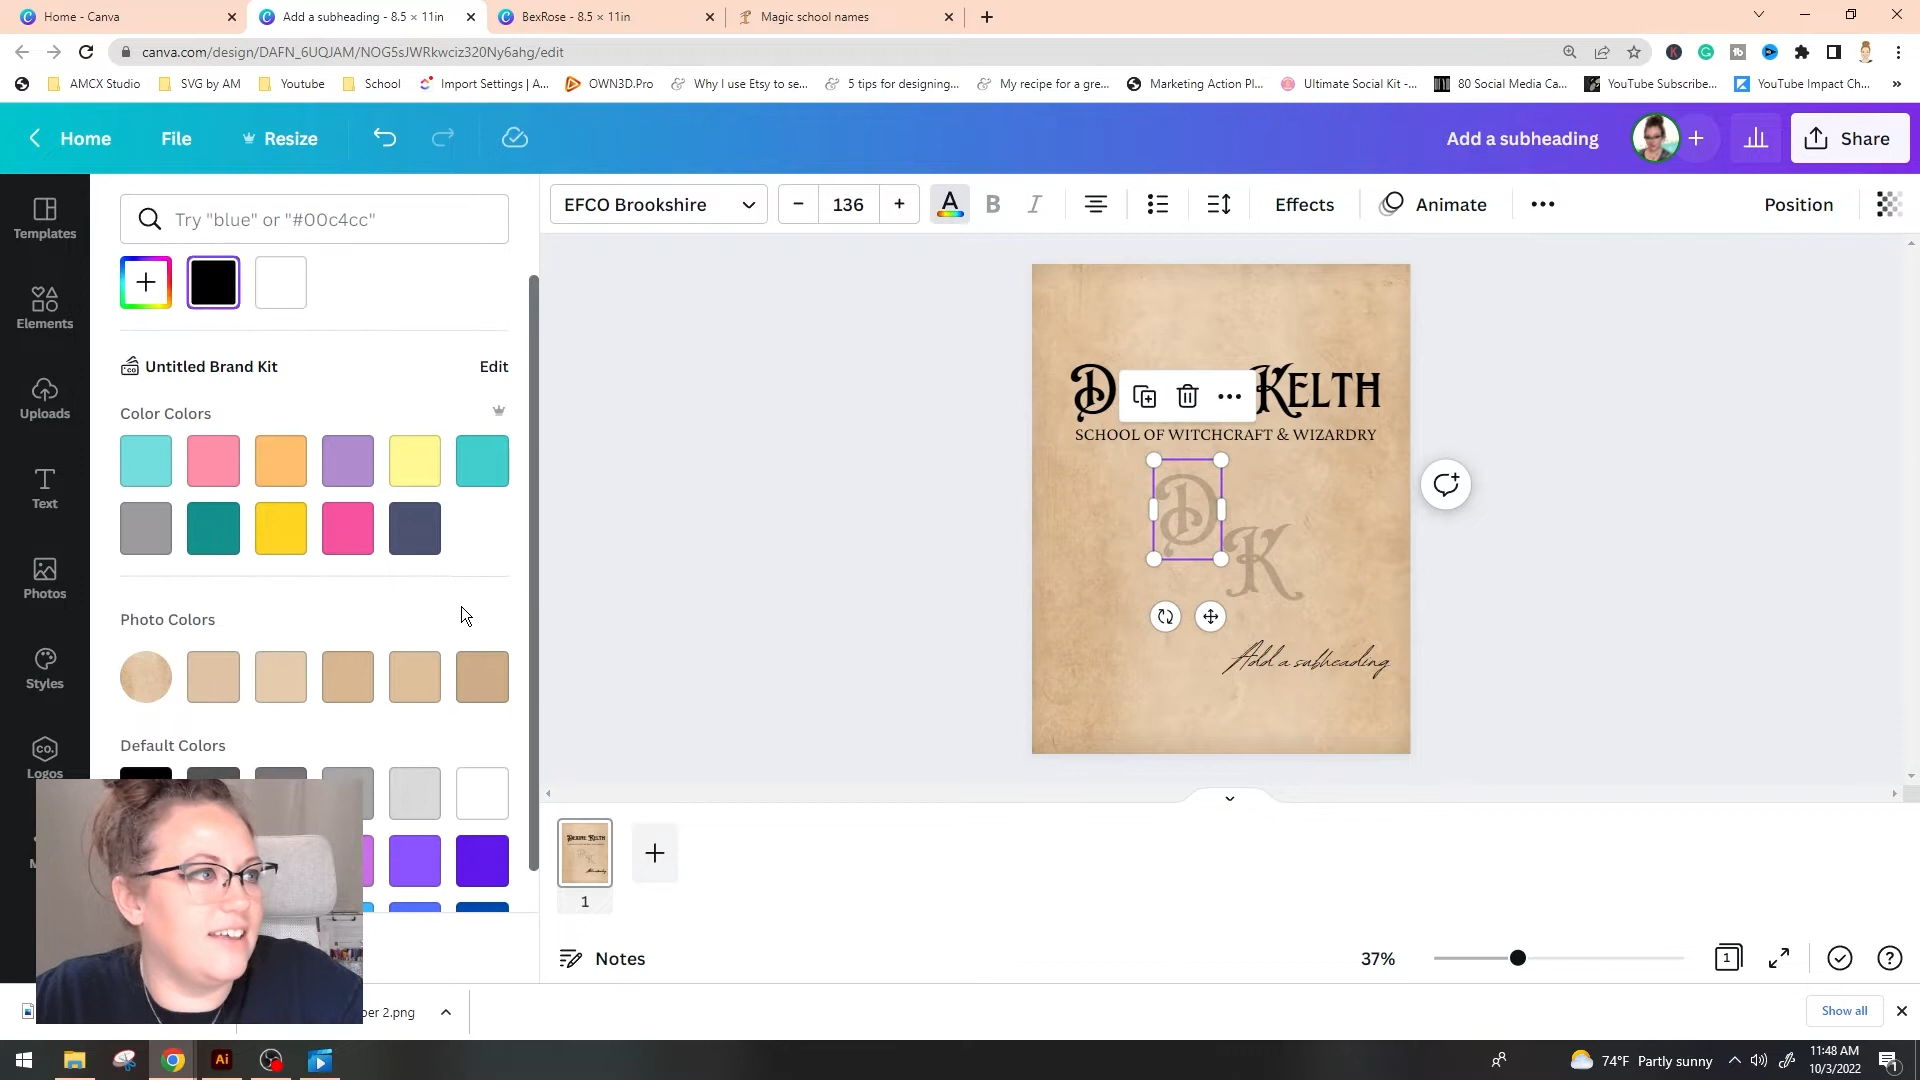 Home - Canva
Add a subheading - 8.5 × 11in
BexRose - 8.5 × 11in
Magic school names
canva.com/design/DAFN_6UQJAM/NOG5sJWRkwciz320Ny6ahg/edit
AMCX Studio
SVG by AM
Youtube
School
Import Settings | A...
OWN3D.Pro
Why I use Etsy to se...
5 tips for designing...
My recipe for a gre...
Marketing Action Pl...
Ultimate Social Kit -...
80 Social Media Ca...
YouTube Subscribe...
YouTube Impact Ch...
Home
File
Resize
Add a subheading
Share
Templates
Elements
Uploads
Text
Photos
Styles
Logos
Try "blue" or "#00c4cc"
Untitled Brand Kit
Edit
Color Colors
Photo Colors
Default Colors
EFCO Brookshire
136
A
B
I
Effects
Animate
Position
D
KELTH
SCHOOL OF WITCHCRAFT & WIZARDRY
D
K
Add a subheading
1
Notes
37%
1
per 2.png
Show all
Ai
74°F Partly sunny
11:48 AM
10/3/2022
1